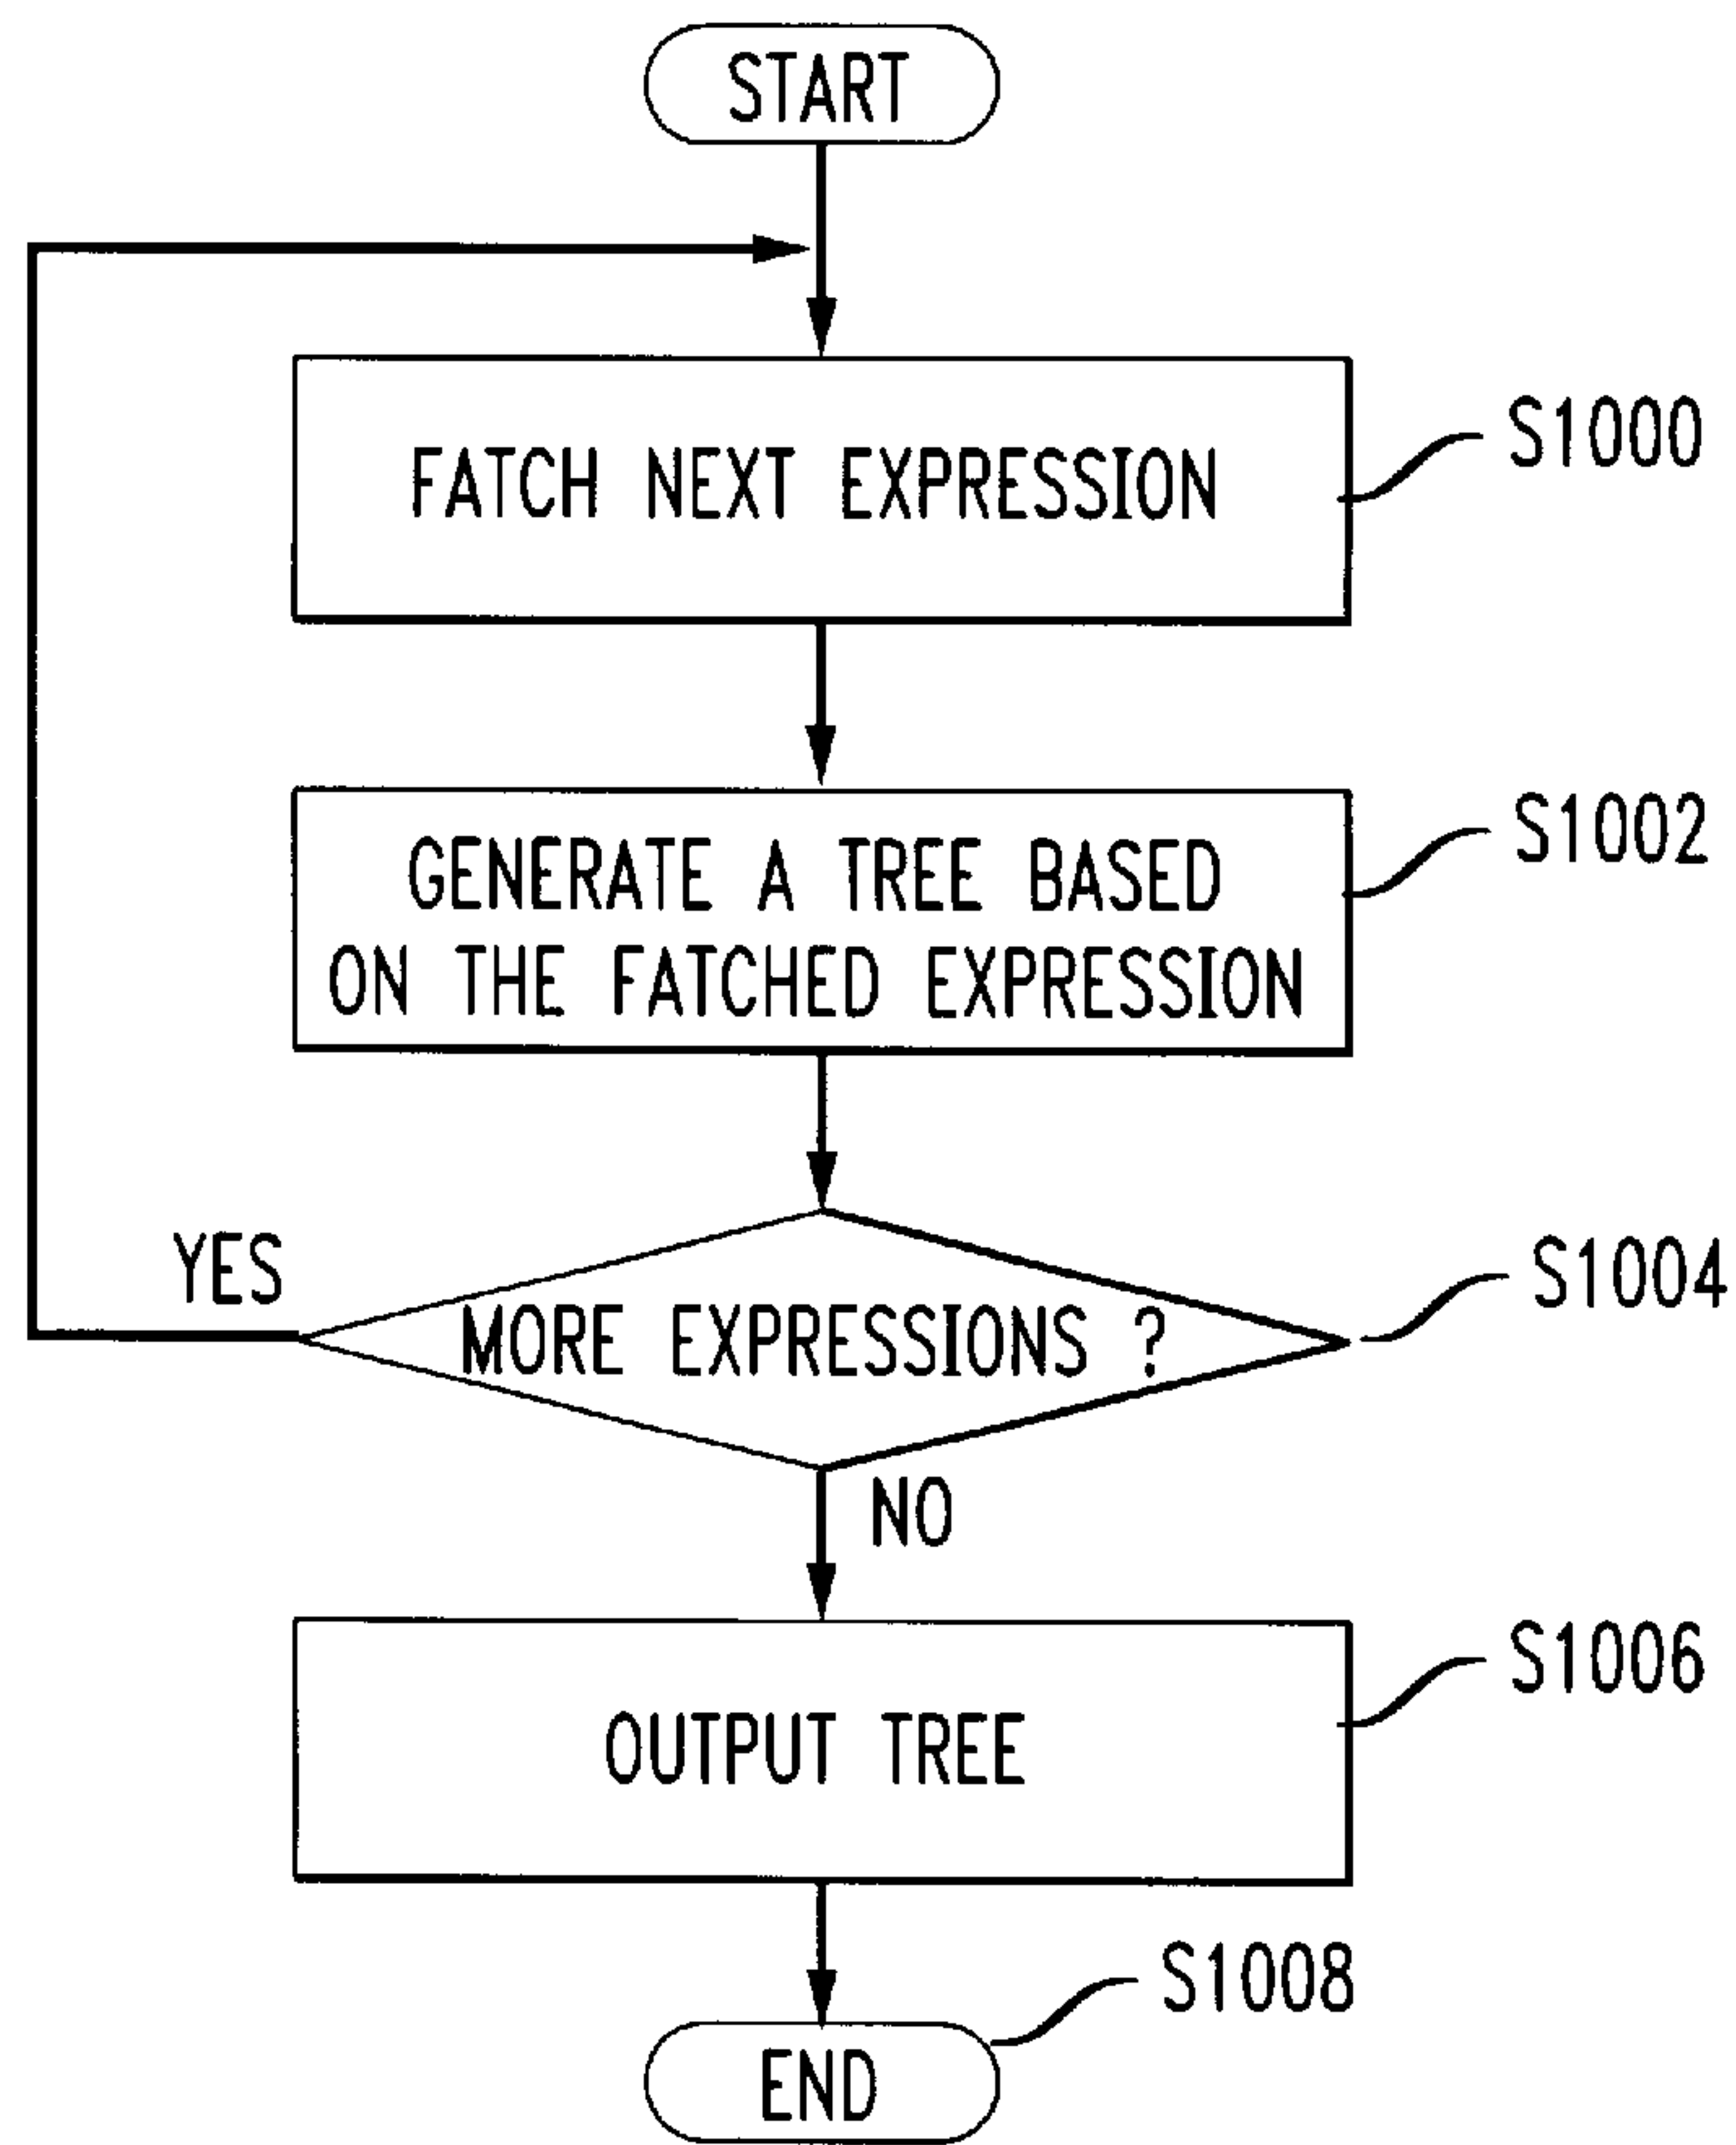 START
FATCH NEXT EXPRESSION
S1000
GENERATE A TREE BASED
ON THE FATCHED EXPRESSION
S1002
YES
MORE EXPRESSIONS ?
S1004
NO
OUTPUT TREE
S1006
S1008
END